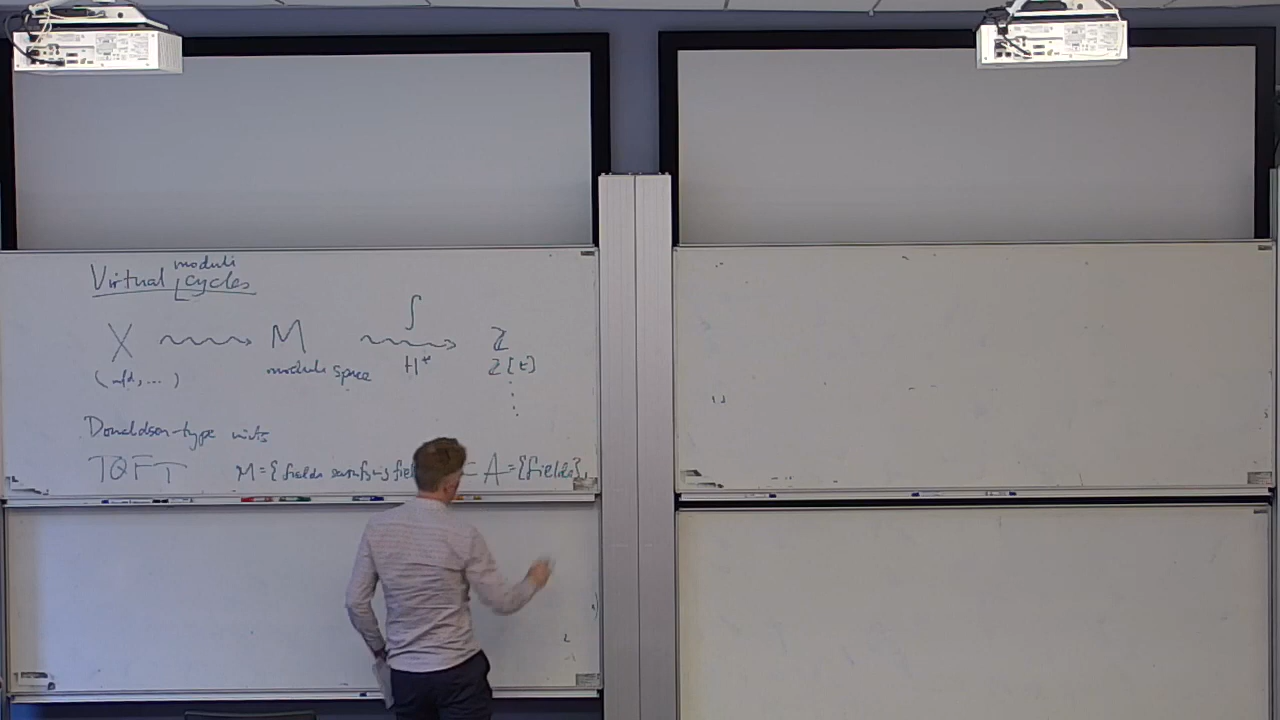 Virtual moduli cycles
X ⇝ M ⇝ ℤ
∫
(mfd, ...) moduli space H* ℤ[t]
Donaldson-type invts
TQFT M = { fields satisfying fiel ⊂ A = {fields}